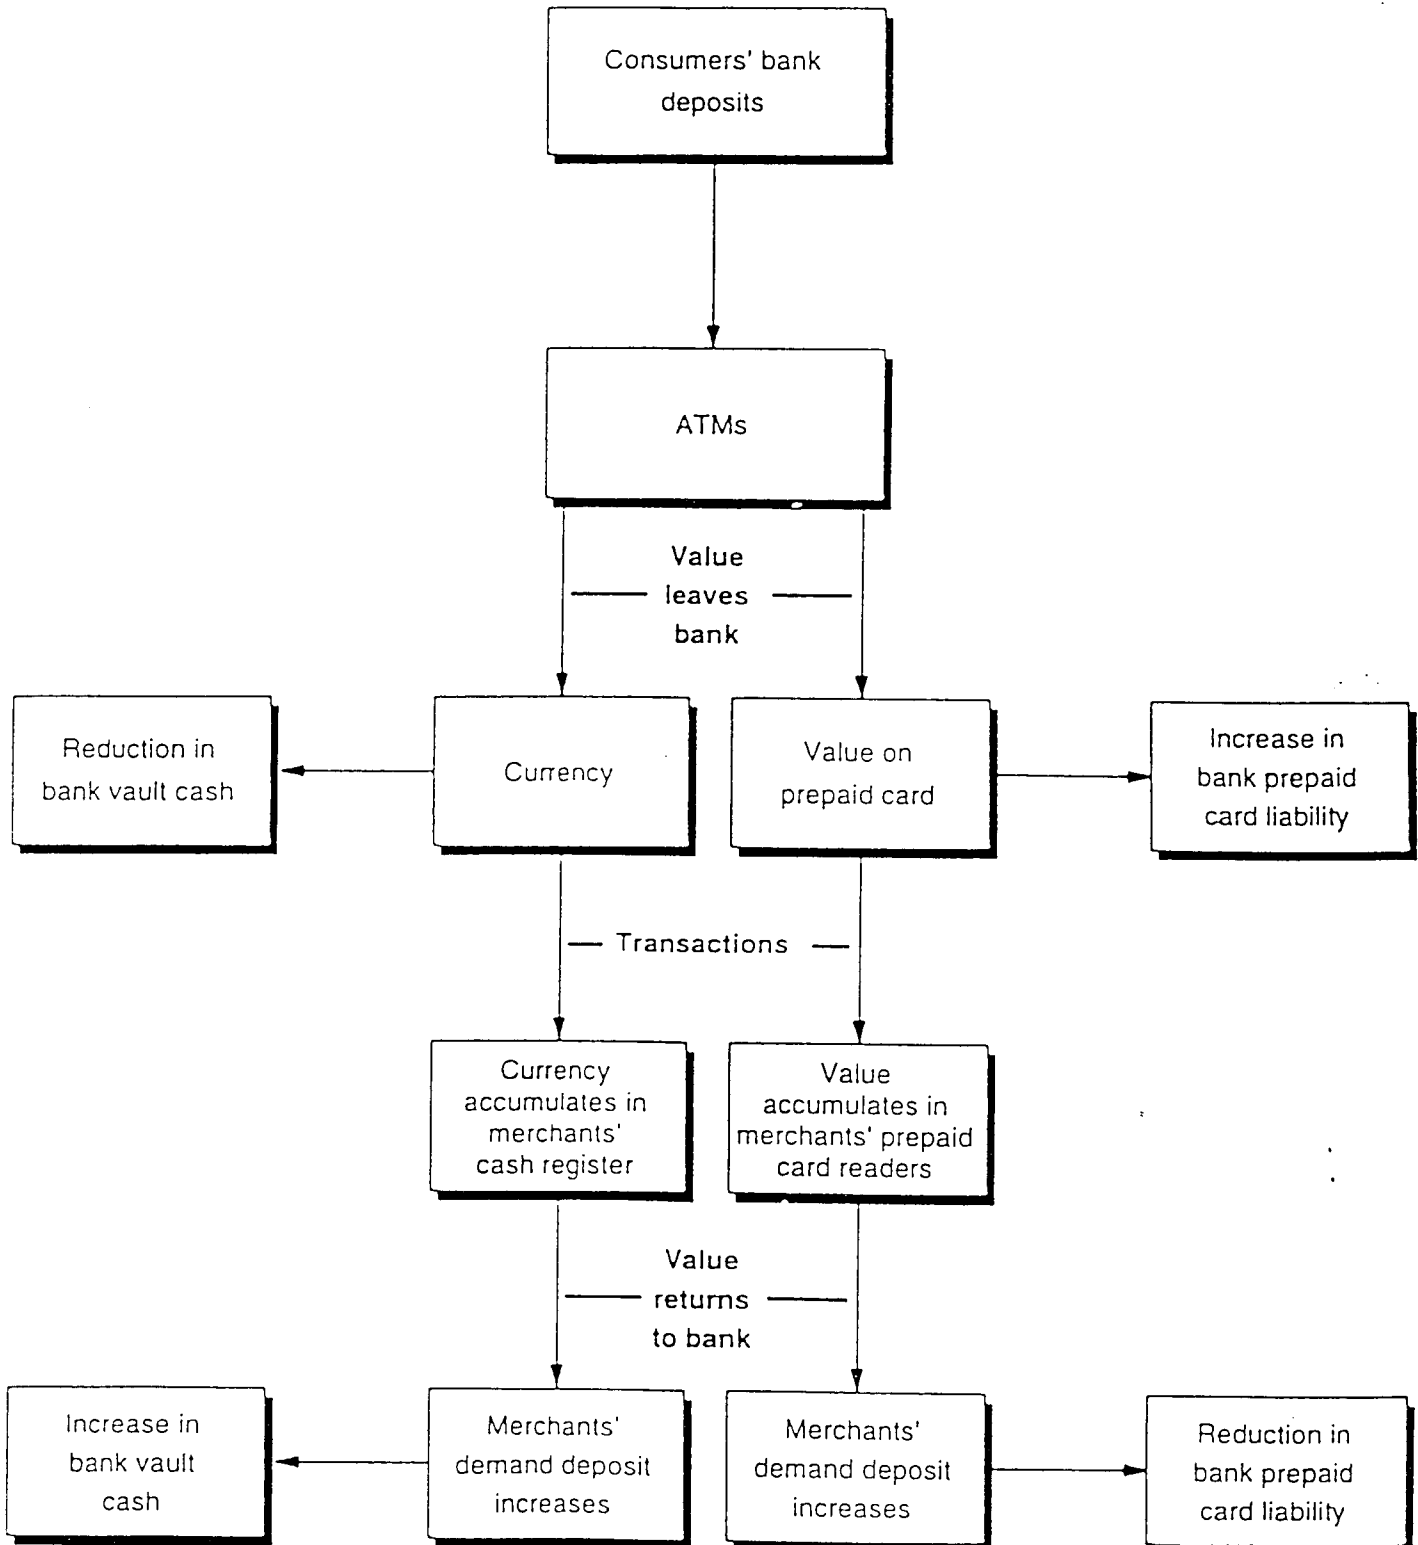 Consumers' bank
deposits
ATMs
Value
leaves
bank
Reduction in
bank vault cash
Currency
Value on
prepaid card
Increase in
bank prepaid
card liability
Transactions
Currency
accumulates in
merchants'
cash register
Value
accumulates in
merchants' prepaid
card readers
Value
returns
to bank
Increase in
bank vault
cash
Merchants'
demand deposit
increases
Merchants'
demand deposit
increases
Reduction in
bank prepaid
card liability